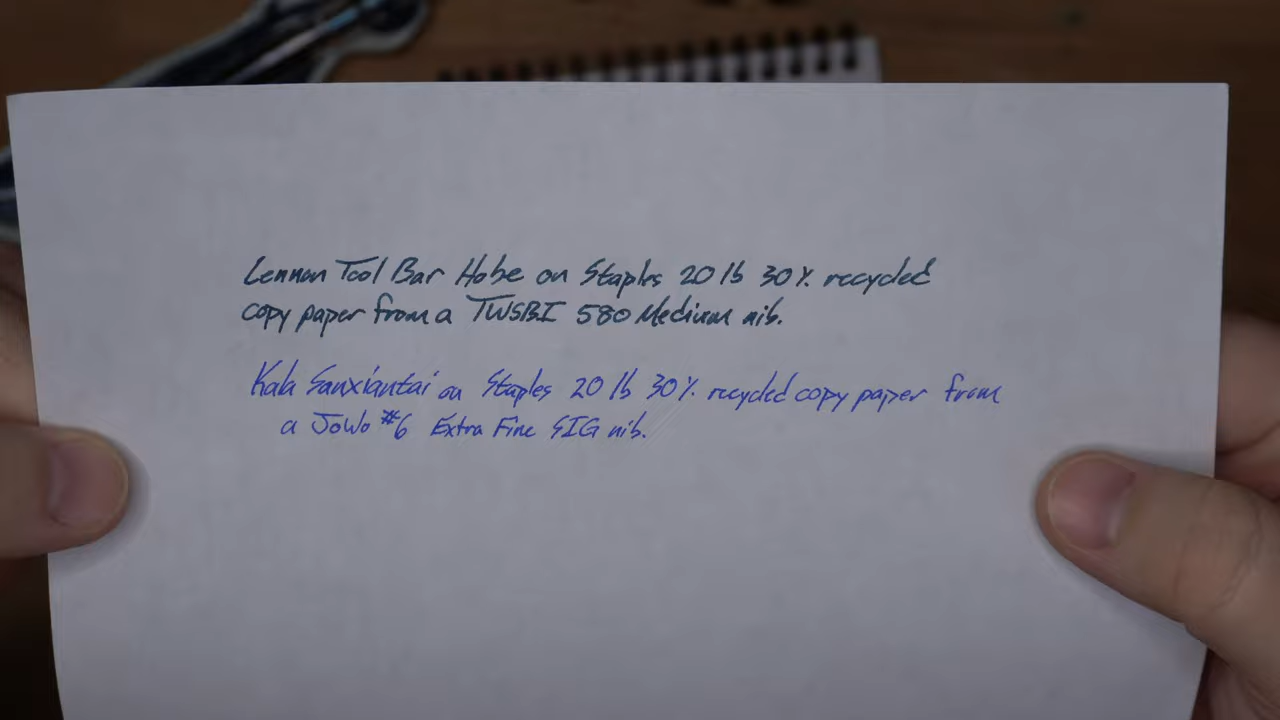 Lennon Tool Bar Hobe on Staples 20 lb 30% recycled
copy paper from a TWSBI 580 Medium nib.
Kala Sanxiantai on Staples 20 lb 30% recycled copy paper from
a JoWo #6 Extra Fine SIG nib.